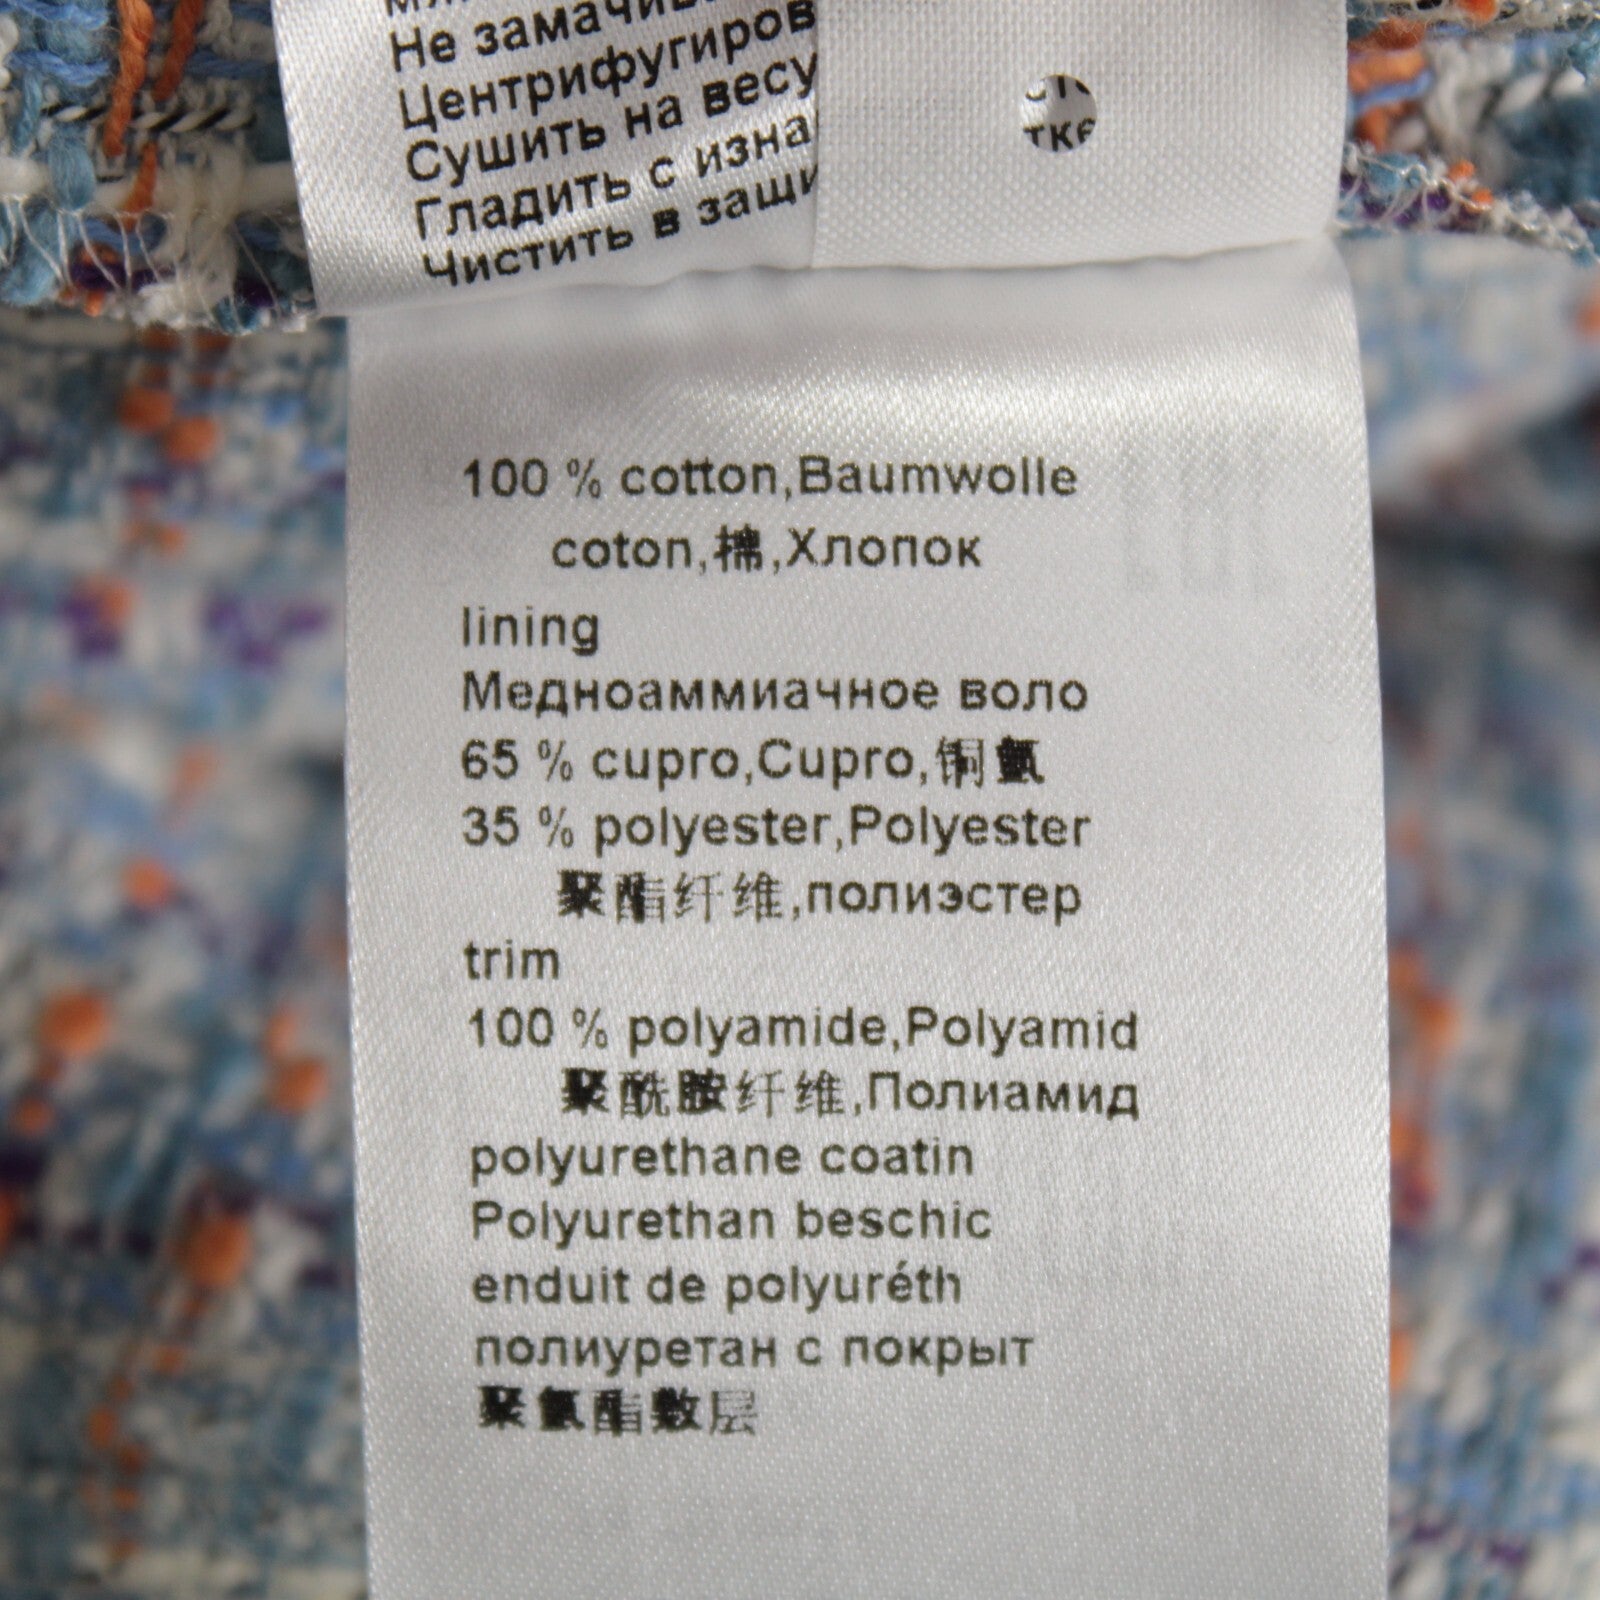 Не
Центрифугиров
Сушить на весу
Гладить с изна
Чистить в защи
тке
100 % cotton,Baumwolle
coton,棉,Хлопок
lining
Медноаммиачное воло
65 % cupro,Cupro,铜氨
35 % polyester,Polyester
聚酯纤维,полиэстер
trim
100 % polyamide,Polyamid
聚酰胺纤维,Полиамид
polyurethane coatin
Polyurethan beschic
enduit de polyuréth
полиуретан с покрыт
聚氨酯敷层